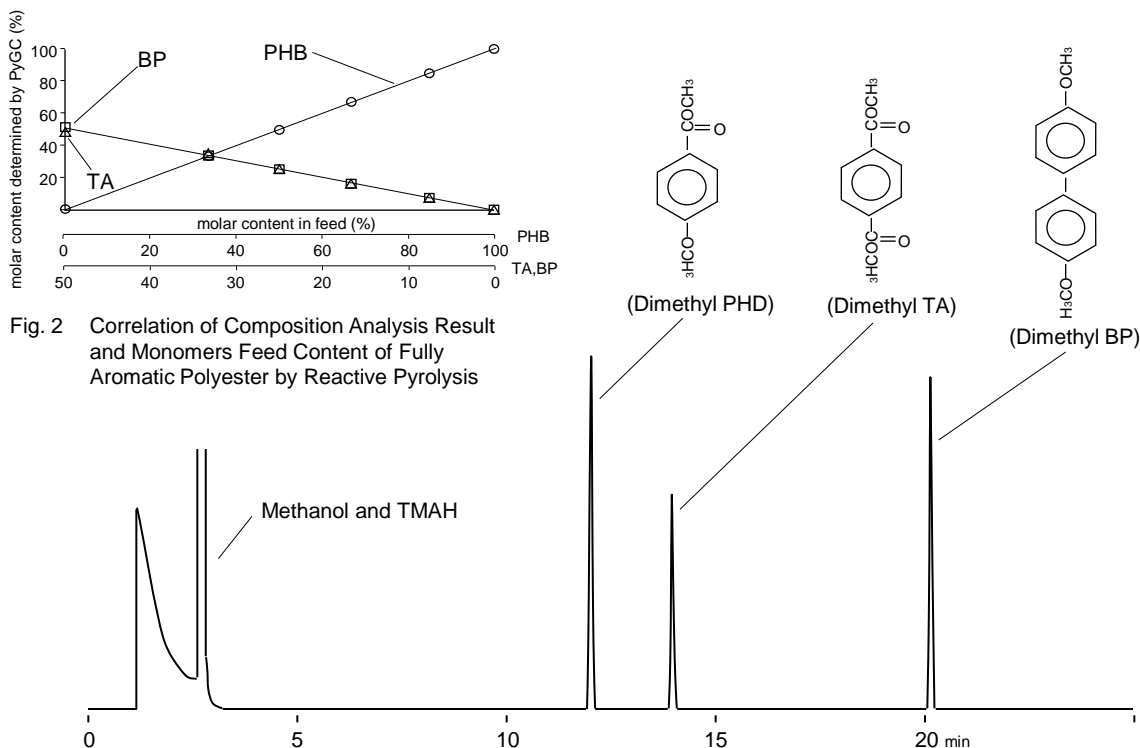 molar content determined by PyGC (%)
100
80
60
40
20
BP
PHB
TA
molar content in feed (%)
0 20 40 60 80 100 PHB
50 40 30 20 10 0 TA,BP
Fig. 2 Correlation of Composition Analysis Result
and Monomers Feed Content of Fully
Aromatic Polyester by Reactive Pyrolysis
COCH3
O
3HCO
(Dimethyl PHD)
COCH3
O
3HCOC
O
(Dimethyl TA)
OCH3
H3CO
(Dimethyl BP)
Methanol and TMAH
0 5 10 15 20 min